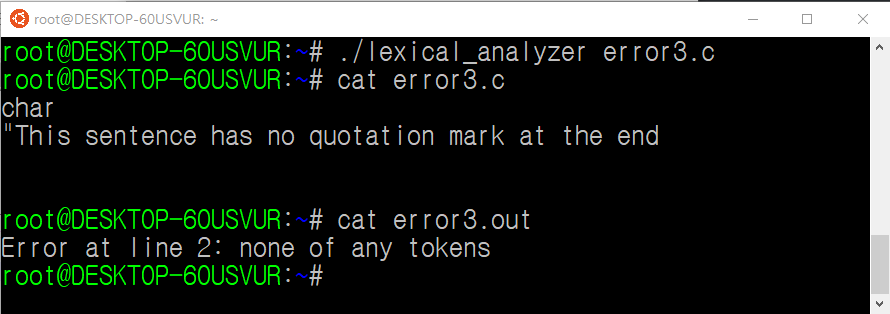 root@DESKTOP-60USVUR: ~
root@DESKTOP-60USVUR:~# ./lexical_analyzer error3.c
root@DESKTOP-60USVUR:~# cat error3.c
char
"This sentence has no quotation mark at the end
root@DESKTOP-60USVUR:~# cat error3.out
Error at line 2: none of any tokens
root@DESKTOP-60USVUR:~#